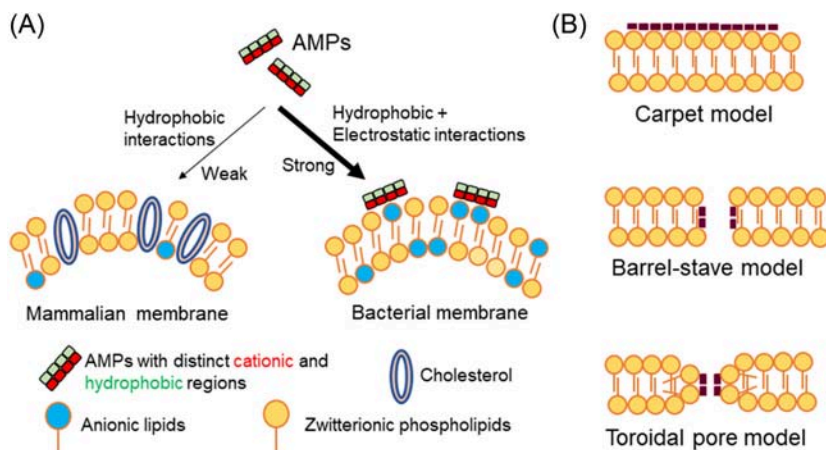 (A)
AMPs
Hydrophobic
interactions
Weak
Hydrophobic +
Electrostatic interactions
Strong
Mammalian membrane
Bacterial membrane
AMPs with distinct cationic and
hydrophobic regions
Cholesterol
Anionic lipids
Zwitterionic phospholipids
(B)
Carpet model
Barrel-stave model
Toroidal pore model